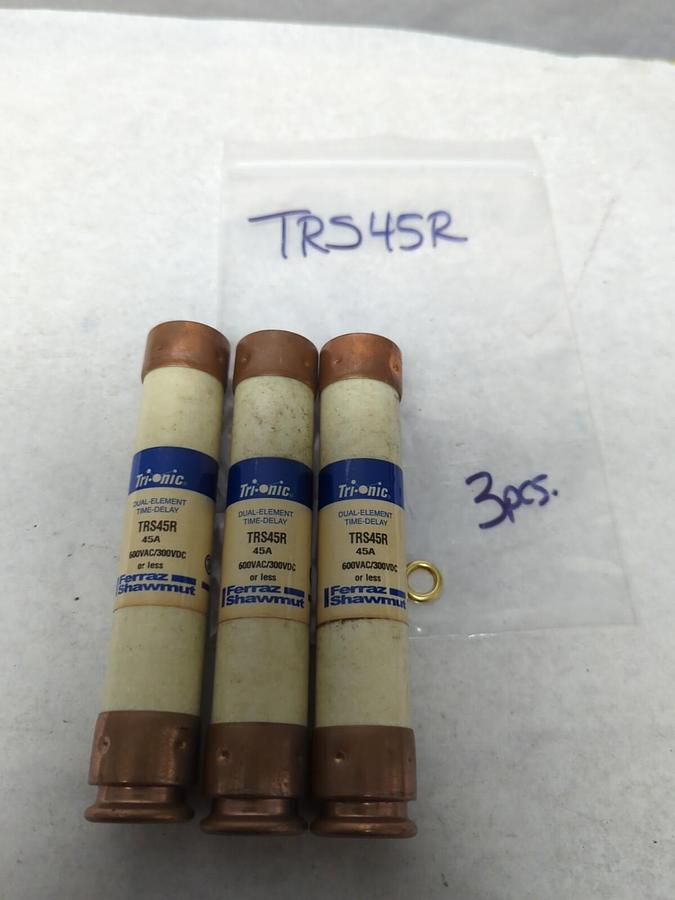 TRS45R
3pcs.
Tri-onic
DUAL-ELEMENT
TIME-DELAY
TRS45R
45A
600VAC/300VDC
or less
Ferraz
Shawmut
Tri-onic
DUAL-ELEMENT
TIME-DELAY
TRS45R
45A
600VAC/300VDC
or less
Ferraz
Shawmut
Tri-onic
DUAL-ELEMENT
TIME-DELAY
TRS45R
45A
600VAC/300VDC
or less
Ferraz
Shawmut